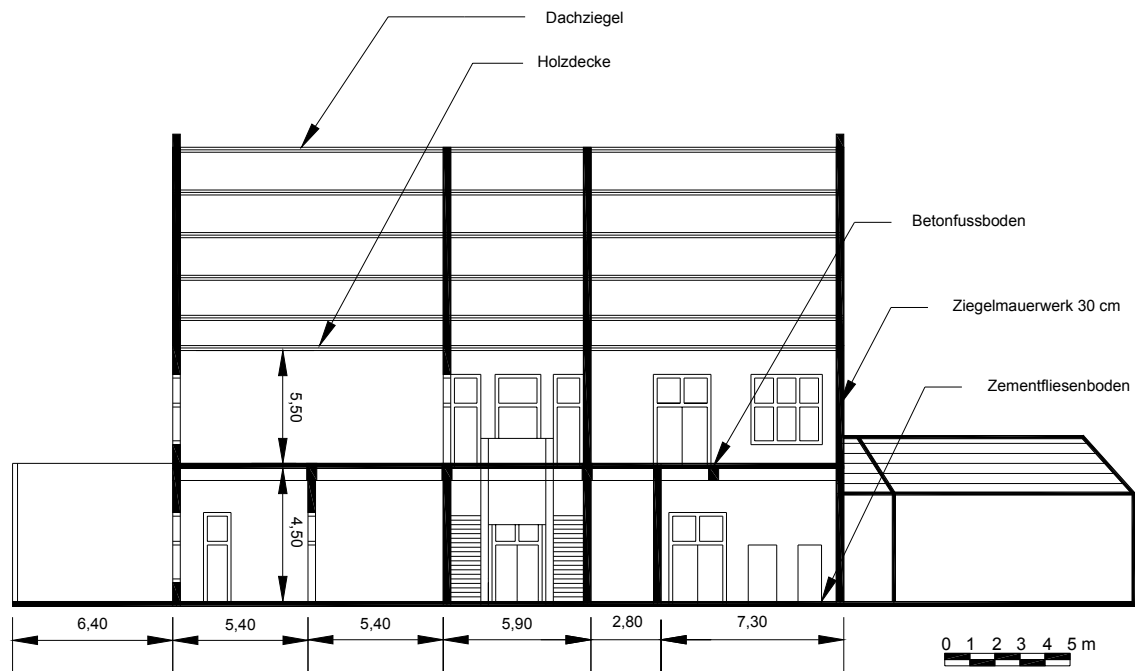 Dachziegel
Holzdecke
Betonfussboden
Ziegelmauerwerk 30 cm
Zementfliesenboden
5,50
4,50
6,40 5,40 5,40 5,90 2,80 7,30
0 1 2 3 4 5 m